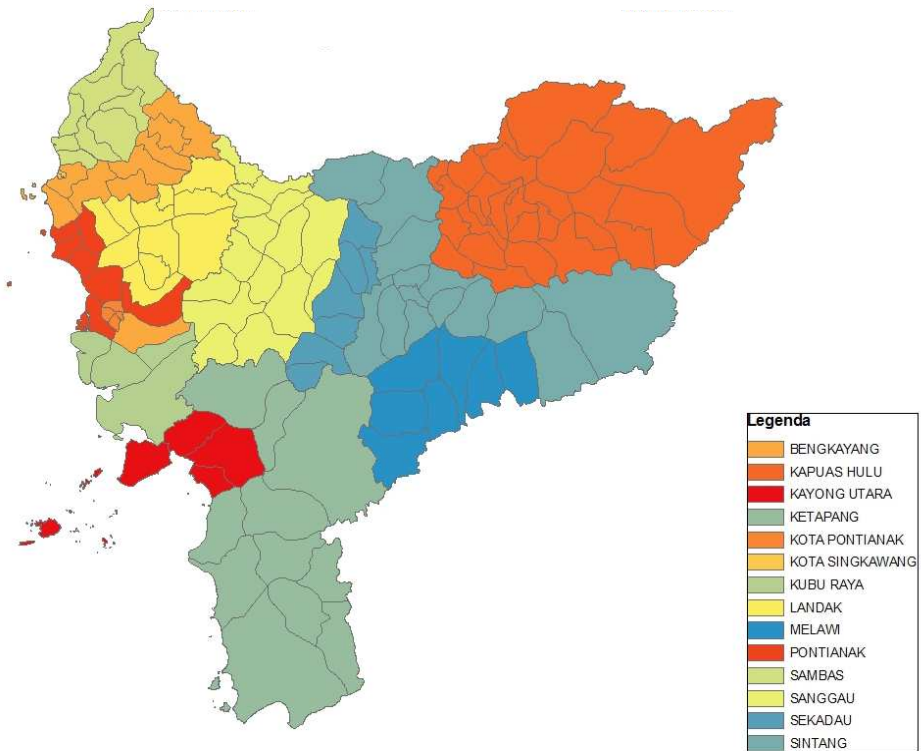 Legenda
BENGKAYANG
KAPUAS HULU
KAYONG UTARA
KETAPANG
KOTA PONTIANAK
KOTA SINGKAWANG
KUBU RAYA
LANDAK
MELAWI
PONTIANAK
SAMBAS
SANGGAU
SEKADAU
SINTANG